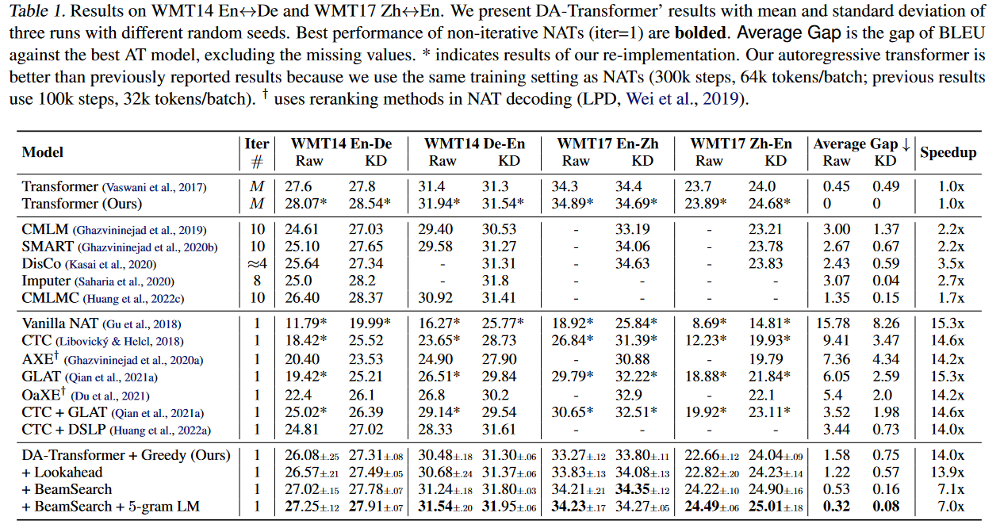 Table 1. Results on WMT14 En↔De and WMT17 Zh↔En. We present DA-Transformer' results with mean and standard deviation of
three runs with different random seeds. Best performance of non-iterative NATs (iter=1) are bolded. Average Gap is the gap of BLEU
against the best AT model, excluding the missing values. * indicates results of our re-implementation. Our autoregressive transformer is
better than previously reported results because we use the same training setting as NATs (300k steps, 64k tokens/batch; previous results
use 100k steps, 32k tokens/batch). † uses reranking methods in NAT decoding (LPD, Wei et al., 2019).
Model Iter WMT14 En-De WMT14 De-En WMT17 En-Zh WMT17 Zh-En Average Gap ↓ Speedup
# Raw KD Raw KD Raw KD Raw KD Raw KD
Transformer (Vaswani et al., 2017) M 27.6 27.8 31.4 31.3 34.3 34.4 23.7 24.0 0.45 0.49 1.0x
Transformer (Ours) M 28.07* 28.54* 31.94* 31.54* 34.89* 34.69* 23.89* 24.68* 0 0 1.0x
CMLM (Ghazvininejad et al., 2019) 10 24.61 27.03 29.40 30.53 - 33.19 - 23.21 3.00 1.37 2.2x
SMART (Ghazvininejad et al., 2020b) 10 25.10 27.65 29.58 31.27 - 34.06 - 23.78 2.67 0.67 2.2x
DisCo (Kasai et al., 2020) ≈4 25.64 27.34 - 31.31 - 34.63 - 23.83 2.43 0.59 3.5x
Imputer (Saharia et al., 2020) 8 25.0 28.2 - 31.8 - - - - 3.07 0.04 2.7x
CMLMC (Huang et al., 2022c) 10 26.40 28.37 30.92 31.41 - - - - 1.35 0.15 1.7x
Vanilla NAT (Gu et al., 2018) 1 11.79* 19.99* 16.27* 25.77* 18.92* 25.84* 8.69* 14.81* 15.78 8.26 15.3x
CTC (Libovický & Helcl, 2018) 1 18.42* 25.52 23.65* 28.73 26.84* 31.39* 12.23* 19.93* 9.41 3.47 14.6x
AXE† (Ghazvininejad et al., 2020a) 1 20.40 23.53 24.90 27.90 - 30.88 - 19.79 7.36 4.34 14.2x
GLAT (Qian et al., 2021a) 1 19.42* 25.21 26.51* 29.84 29.79* 32.22* 18.88* 21.84* 6.05 2.59 15.3x
OaXE† (Du et al., 2021) 1 22.4 26.1 26.8 30.2 - 32.9 - 22.1 5.4 2.0 14.2x
CTC + GLAT (Qian et al., 2021a) 1 25.02* 26.39 29.14* 29.54 30.65* 32.51* 19.92* 23.11* 3.52 1.98 14.6x
CTC + DSLP (Huang et al., 2022a) 1 24.81 27.02 28.33 31.61 - - - - 3.44 0.73 14.0x
DA-Transformer + Greedy (Ours) 1 26.08±.25 27.31±.08 30.48±.18 31.30±.06 33.27±.12 33.80±.11 22.66±.12 24.04±.09 1.58 0.75 14.0x
+ Lookahead 1 26.57±.21 27.49±.05 30.68±.24 31.37±.06 33.83±.13 34.08±.13 22.82±.20 24.23±.14 1.22 0.57 13.9x
+ BeamSearch 1 27.02±.15 27.78±.07 31.24±.18 31.80±.03 34.21±.21 34.35±.12 24.22±.10 24.90±.16 0.53 0.16 7.1x
+ BeamSearch + 5-gram LM 1 27.25±.12 27.91±.07 31.54±.20 31.95±.06 34.23±.17 34.27±.05 24.49±.06 25.01±.18 0.32 0.08 7.0x